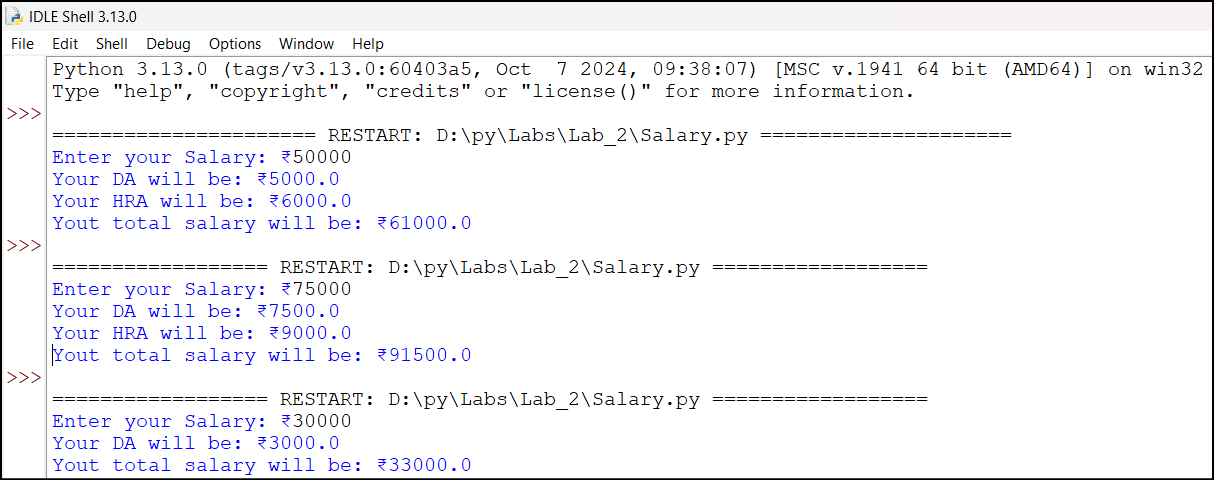 IDLE Shell 3.13.0
File Edit Shell Debug Options Window Help
Python 3.13.0 (tags/v3.13.0:60403a5, Oct  7 2024, 09:38:07) [MSC v.1941 64 bit (AMD64)] on win32
Type "help", "copyright", "credits" or "license()" for more information.
>>>
====================== RESTART: D:\py\Labs\Lab_2\Salary.py =====================
Enter your Salary: ₹50000
Your DA will be: ₹5000.0
Your HRA will be: ₹6000.0
Yout total salary will be: ₹61000.0
>>>
================== RESTART: D:\py\Labs\Lab_2\Salary.py ==================
Enter your Salary: ₹75000
Your DA will be: ₹7500.0
Your HRA will be: ₹9000.0
Yout total salary will be: ₹91500.0
>>>
================== RESTART: D:\py\Labs\Lab_2\Salary.py ==================
Enter your Salary: ₹30000
Your DA will be: ₹3000.0
Yout total salary will be: ₹33000.0